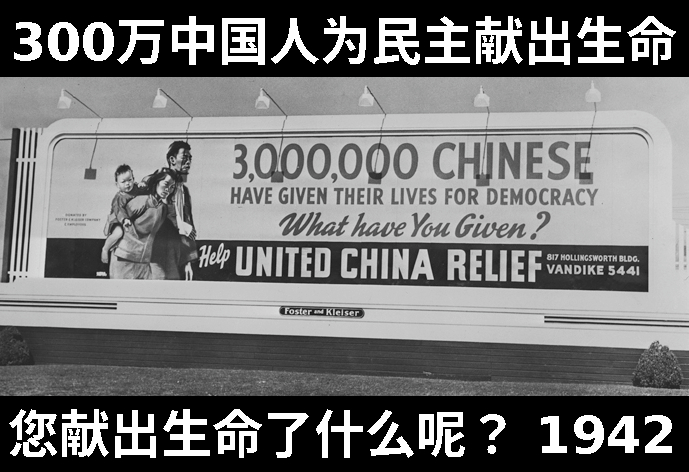 300万中国人为民主献出生命
3,000,000 CHINESE
HAVE GIVEN THEIR LIVES FOR DEMOCRACY
What have You Given?
Help UNITED CHINA RELIEF
817 HOLLINGSWORTH BLDG.
VANDIKE 5441
Foster and Kleiser
您献出生命了什么呢？ 1942